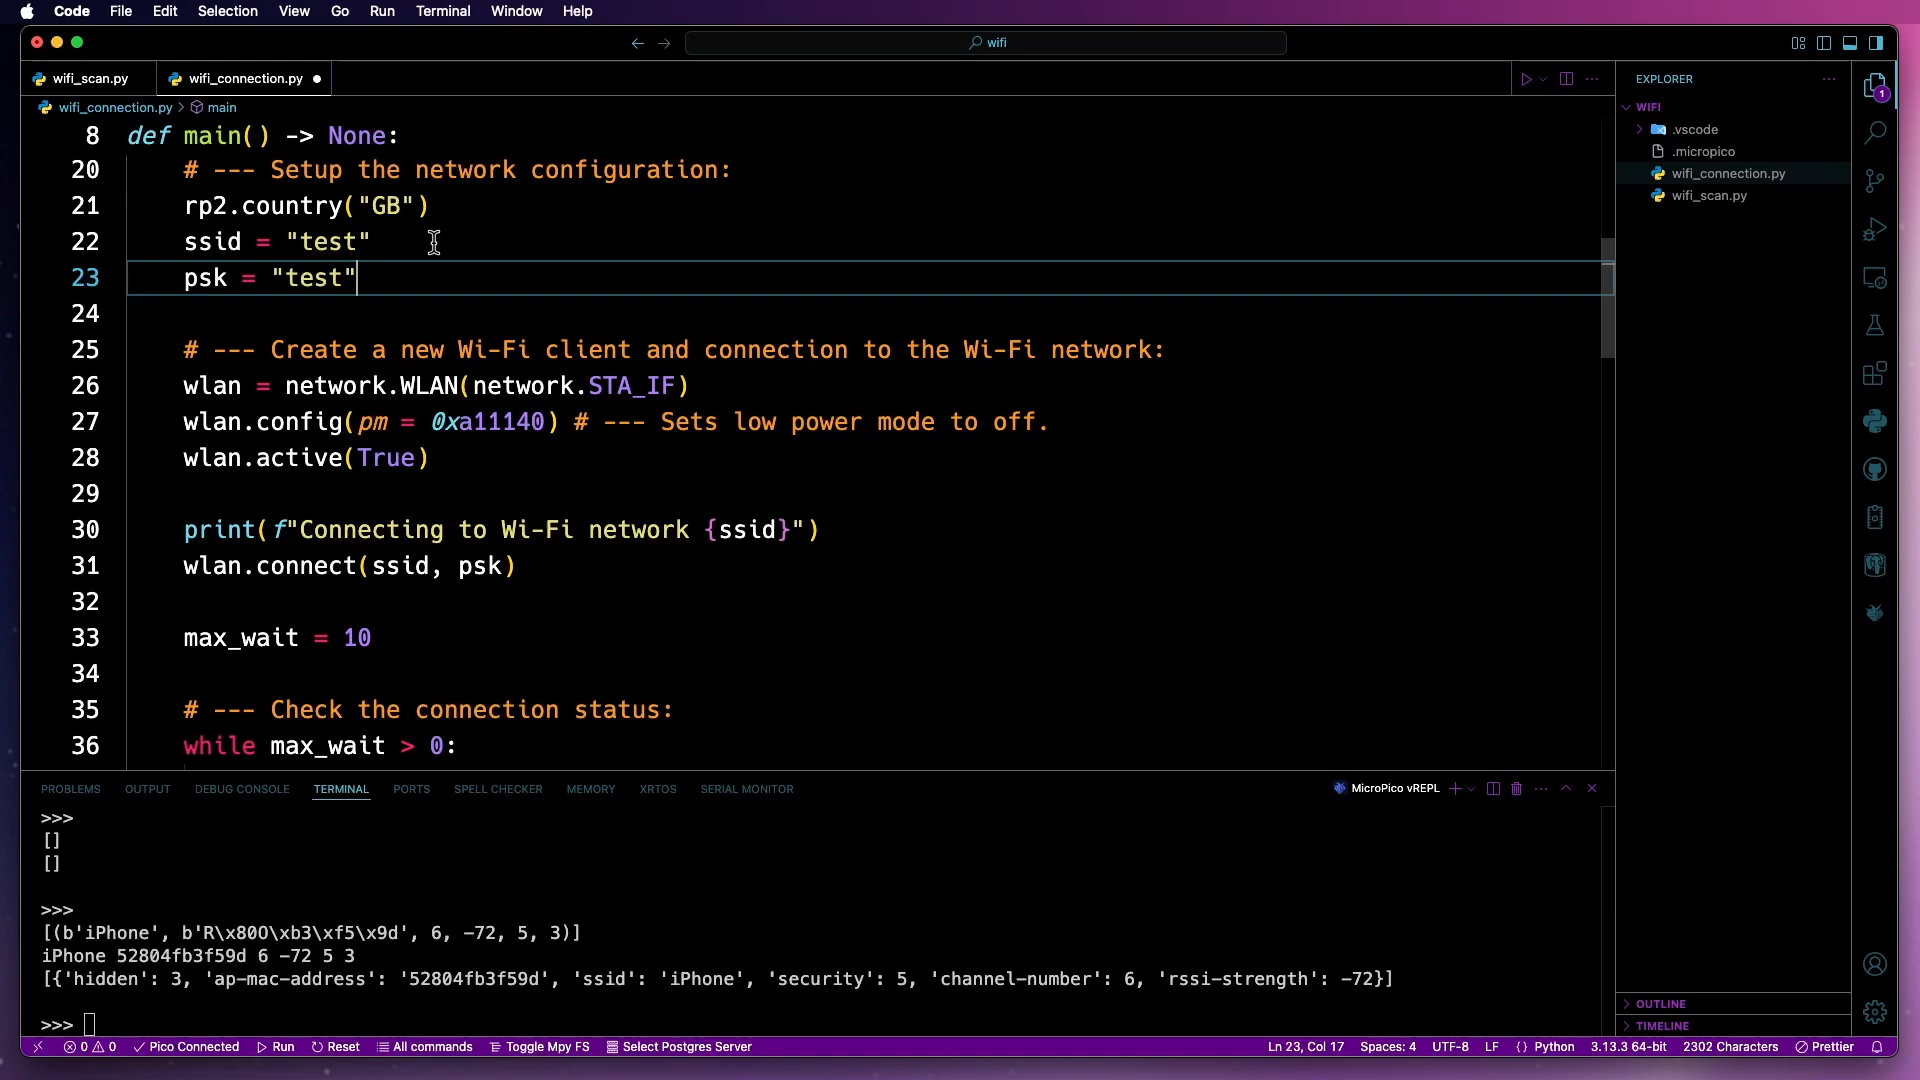 Code File Edit Selection View Go Run Terminal Window Help
wifi
wifi_scan.py wifi_connection.py
wifi_connection.py > main
8 def main() -> None:
20 # --- Setup the network configuration:
21 rp2.country("GB")
22 ssid = "test"
23 psk = "test"
24
25 # --- Create a new Wi-Fi client and connection to the Wi-Fi network:
26 wlan = network.WLAN(network.STA_IF)
27 wlan.config(pm = 0xa11140) # --- Sets low power mode to off.
28 wlan.active(True)
29
30 print(f"Connecting to Wi-Fi network {ssid}")
31 wlan.connect(ssid, psk)
32
33 max_wait = 10
34
35 # --- Check the connection status:
36 while max_wait > 0:
PROBLEMS OUTPUT DEBUG CONSOLE TERMINAL PORTS SPELL CHECKER MEMORY XRTOS SERIAL MONITOR
MicroPico vREPL
>>>
[]
[]
>>>
[(b'iPhone', b'R\x80O\xb3\xf5\x9d', 6, -72, 5, 3)]
iPhone 52804fb3f59d 6 -72 5 3
[{'hidden': 3, 'ap-mac-address': '52804fb3f59d', 'ssid': 'iPhone', 'security': 5, 'channel-number': 6, 'rssi-strength': -72}]
>>>
EXPLORER
WIFI
.vscode
.micropico
wifi_connection.py
wifi_scan.py
OUTLINE
TIMELINE
1
0 0 Pico Connected Run Reset All commands Toggle Mpy FS Select Postgres Server
Ln 23, Col 17 Spaces: 4 UTF-8 LF {} Python 3.13.3 64-bit 2302 Characters Prettier